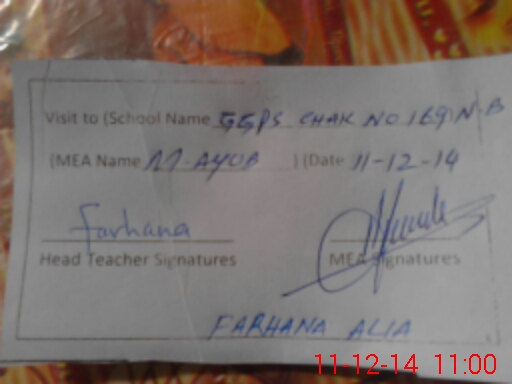 Visit to (School Name GGPS CHAK NO 169 N-B
(MEA Name M. AYUB ) (Date 11-12-14
Farhana
Head Teacher Signatures MEA Signatures
FARHANA ALIA
11-12-14 11:00